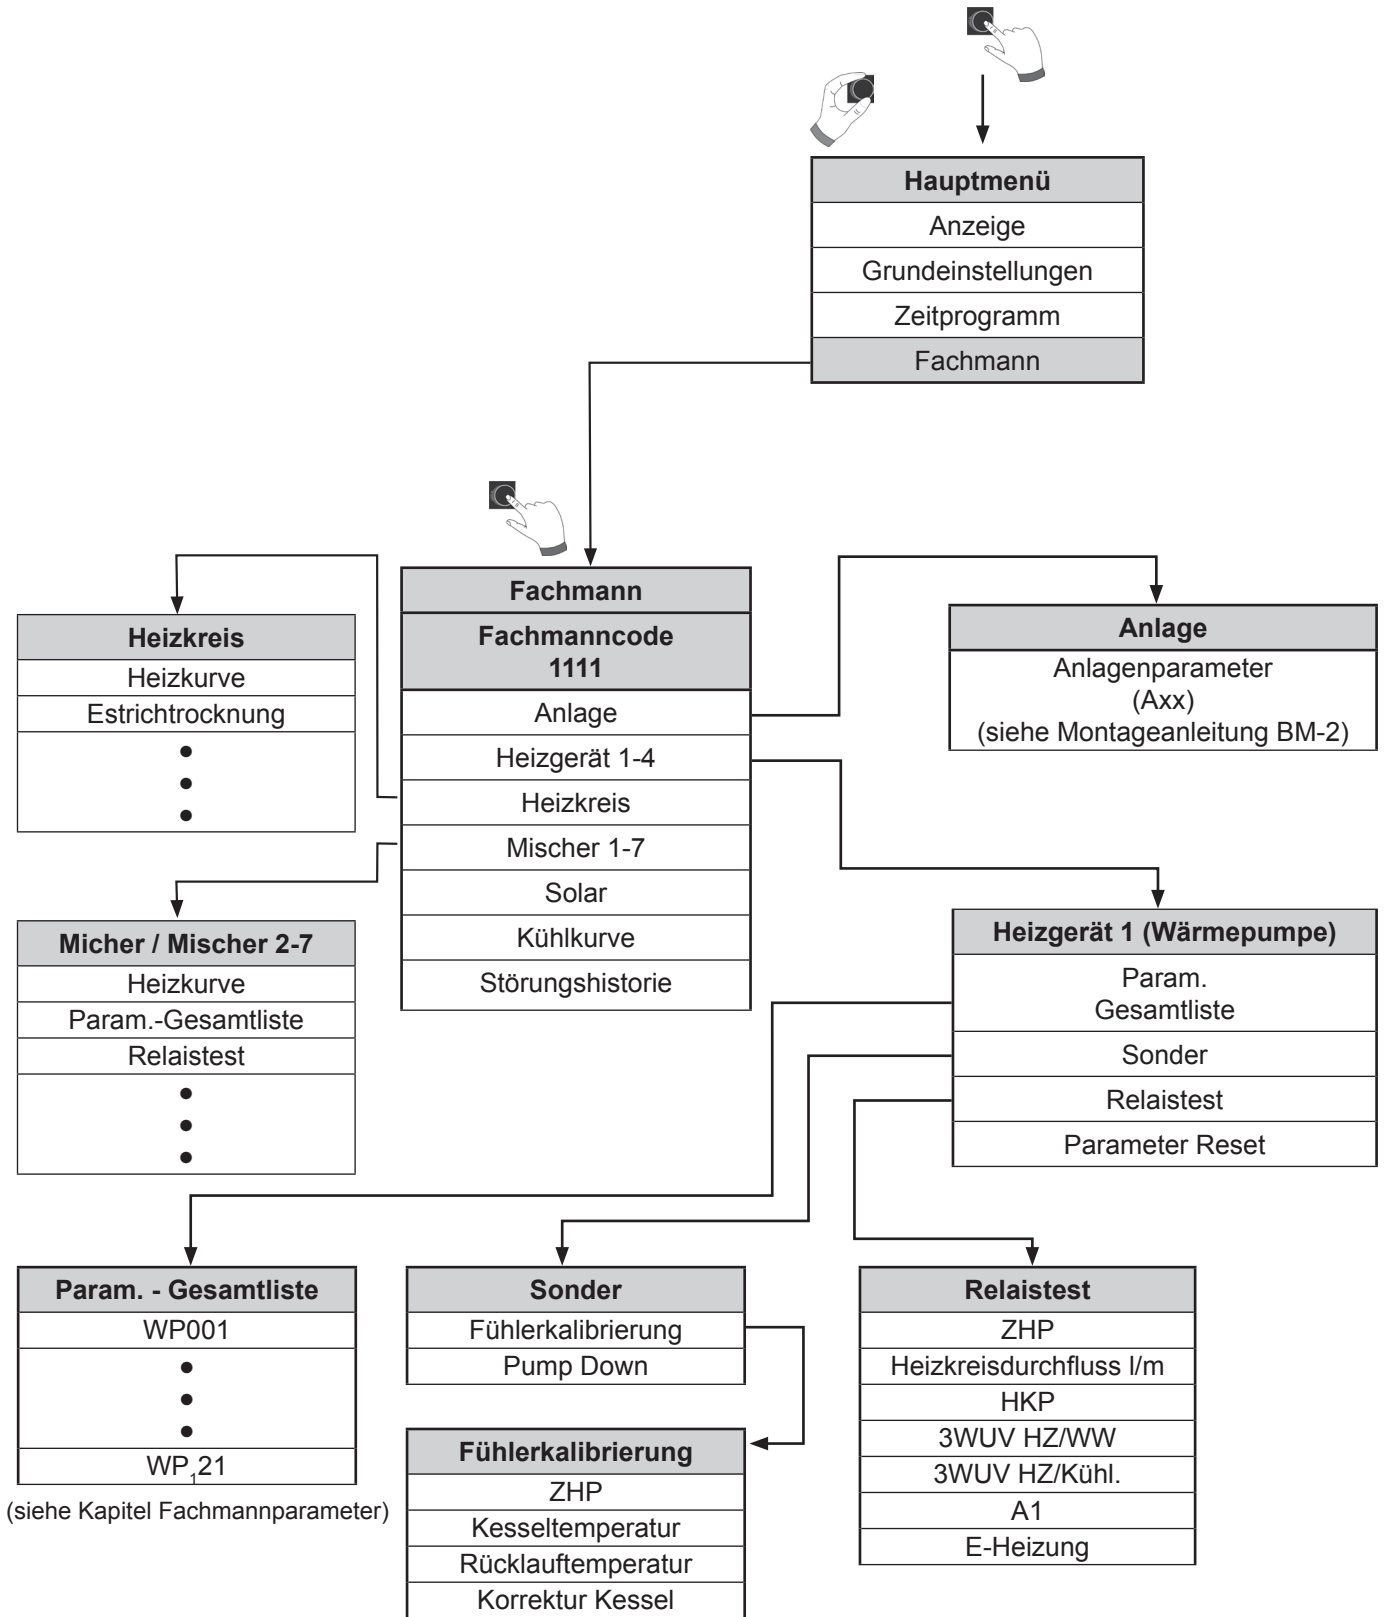 Hauptmenü
Anzeige
Grundeinstellungen
Zeitprogramm
Fachmann
Fachmann
Fachmanncode
1111
Anlage
Heizgerät 1-4
Heizkreis
Mischer 1-7
Solar
Kühlkurve
Störungshistorie
Heizkreis
Heizkurve
Estrichtrocknung
Anlage
Anlagenparameter
(Axx)
(siehe Montageanleitung BM-2)
Micher / Mischer 2-7
Heizkurve
Param.-Gesamtliste
Relaistest
Heizgerät 1 (Wärmepumpe)
Param.
Gesamtliste
Sonder
Relaistest
Parameter Reset
Param. - Gesamtliste
WP001
WP121
(siehe Kapitel Fachmannparameter)
Sonder
Fühlerkalibrierung
Pump Down
Fühlerkalibrierung
ZHP
Kesseltemperatur
Rücklauftemperatur
Korrektur Kessel
Relaistest
ZHP
Heizkreisdurchfluss l/m
HKP
3WUV HZ/WW
3WUV HZ/Kühl.
A1
E-Heizung